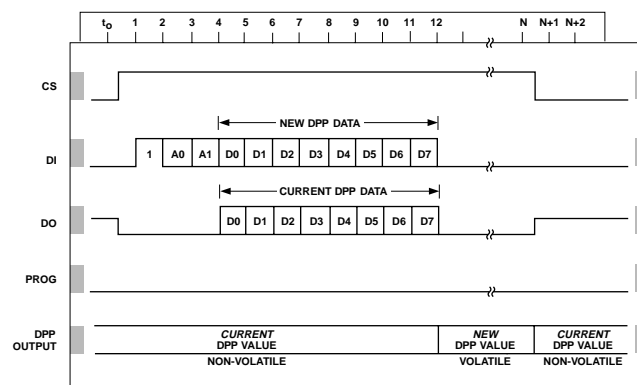 to 1 2 3 4 5 6 7 8 9 10 11 12 N N+1 N+2
CS
NEW DPP DATA
DI 1 A0 A1 D0 D1 D2 D3 D4 D5 D6 D7
CURRENT DPP DATA
DO D0 D1 D2 D3 D4 D5 D6 D7
PROG
DPP
OUTPUT
CURRENT
DPP VALUE
NON-VOLATILE
NEW
DPP VALUE
VOLATILE
CURRENT
DPP VALUE
NON-VOLATILE